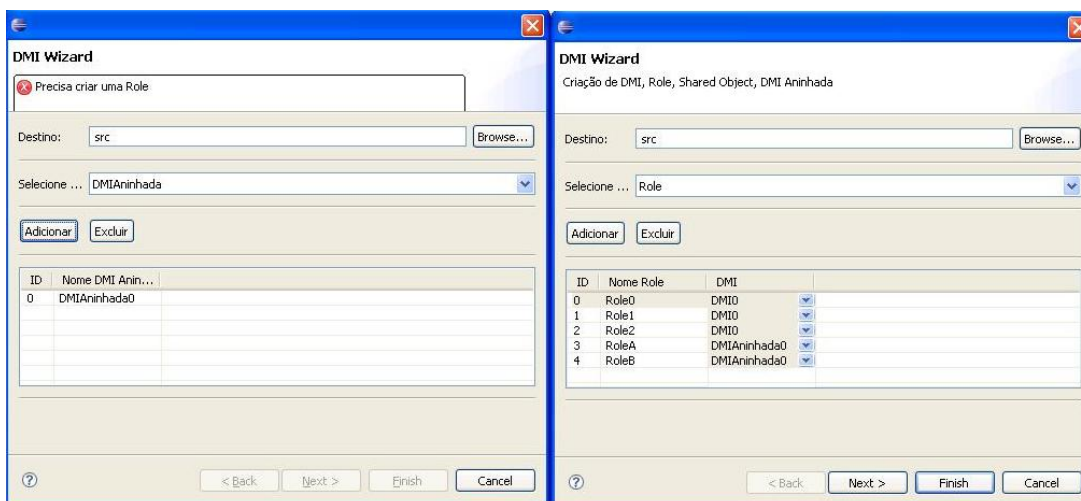 DMI Wizard
Precisa criar uma Role
Destino: src Browse...
Selecione ... DMIAninhada
Adicionar Excluir
ID Nome DMI Anin...
0 DMIAninhada0
< Back Next > Finish Cancel
DMI Wizard
Criação de DMI, Role, Shared Object, DMI Aninhada
Destino: src Browse...
Selecione ... Role
Adicionar Excluir
ID Nome Role DMI
0 Role0 DMI0
1 Role1 DMI0
2 Role2 DMI0
3 RoleA DMIAninhada0
4 RoleB DMIAninhada0
< Back Next > Finish Cancel